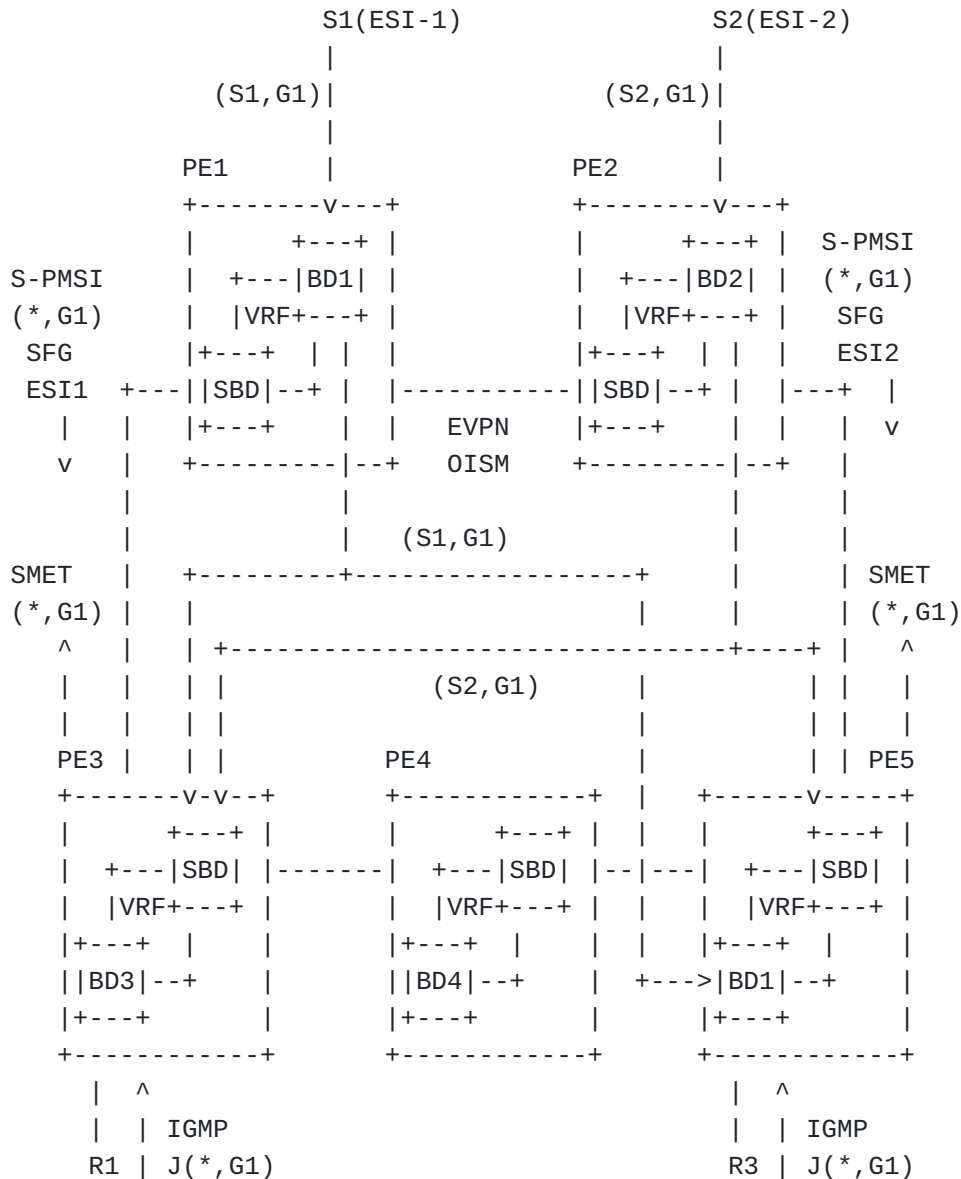 S1(ESI-1) S2(ESI-2)
(S1,G1) (S2,G1)
PE1 PE2
S-PMSI
S-PMSI BD1 BD2 (*,G1)
(*,G1) VRF VRF SFG
SFG ESI2
ESI1 SBD SBD
EVPN
OISM
(S1,G1)
SMET SMET
(*,G1) (*,G1)
(S2,G1)
PE3 PE4 PE5
SBD SBD SBD
VRF VRF VRF
BD3 BD4 BD1
IGMP IGMP
R1 J(*,G1) R3 J(*,G1)